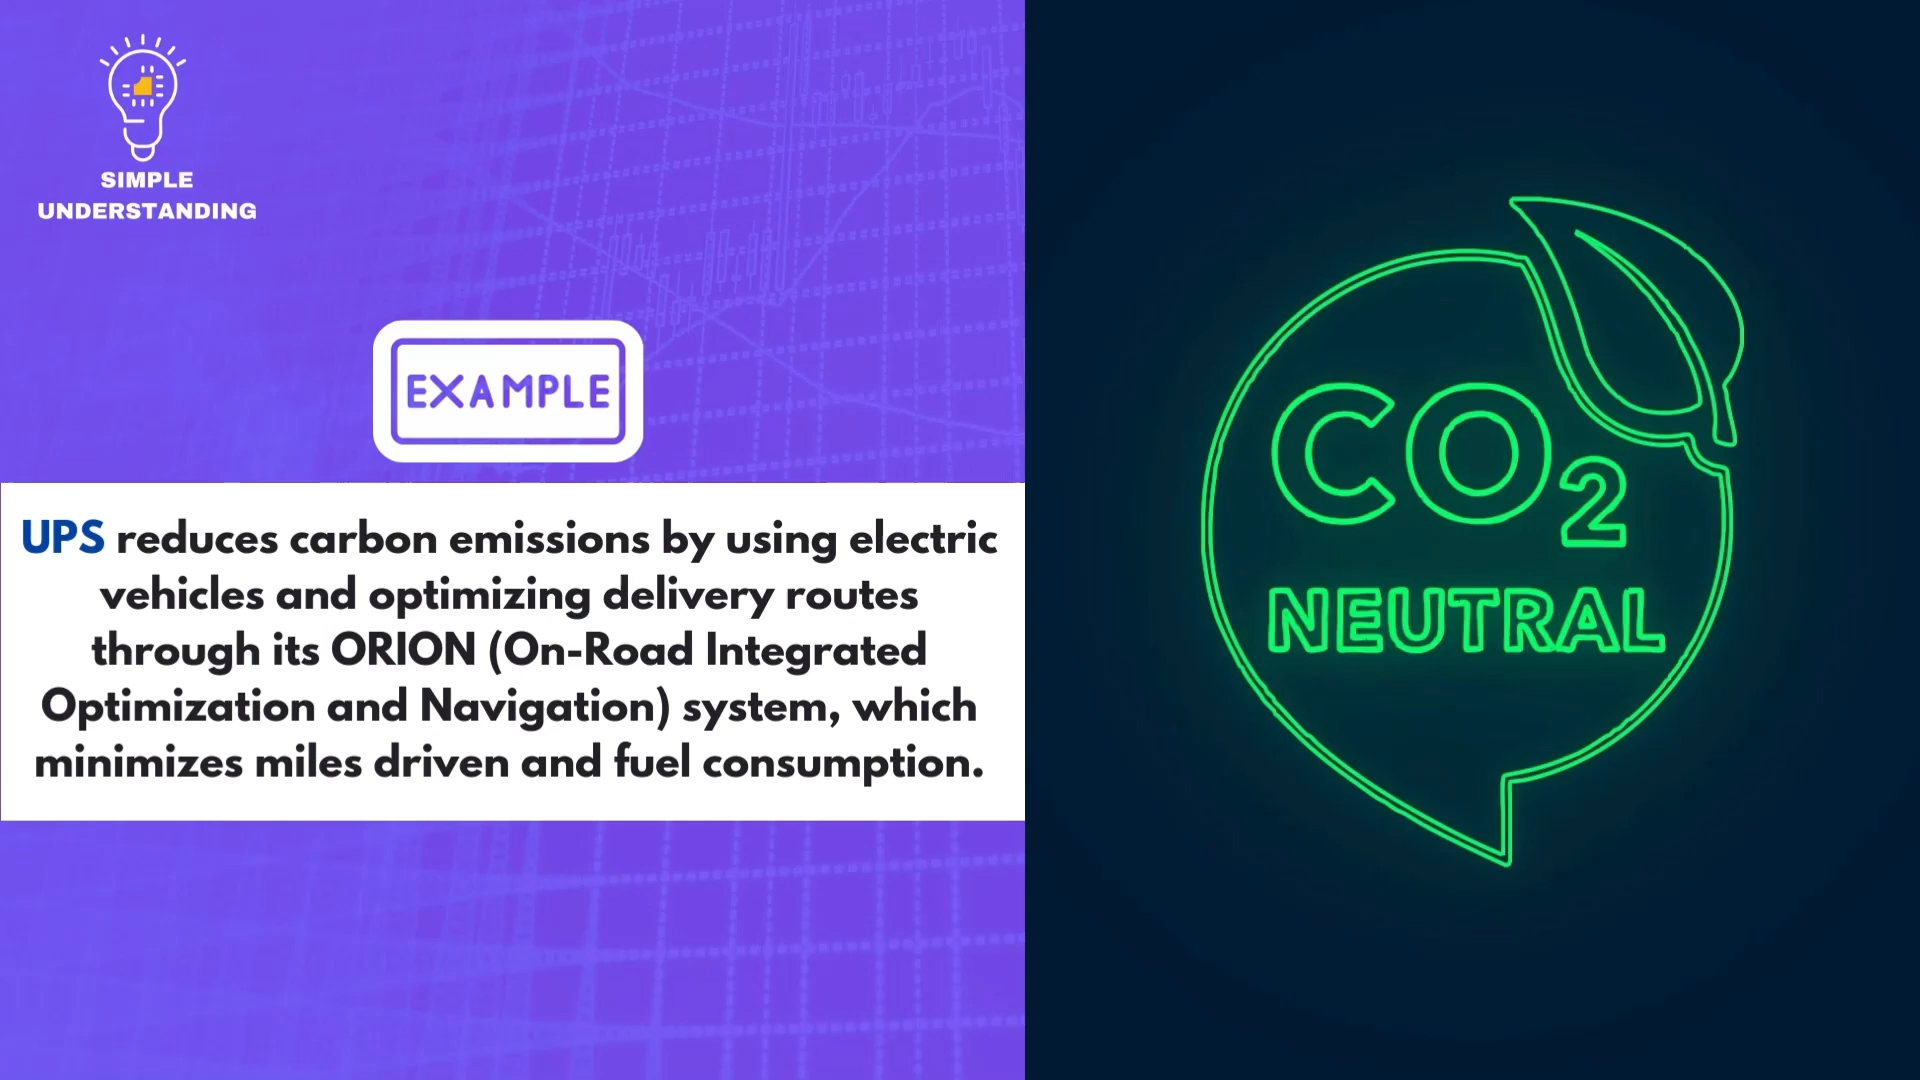 SIMPLE
UNDERSTANDING
EXAMPLE
UPS reduces carbon emissions by using electric
vehicles and optimizing delivery routes
through its ORION (On-Road Integrated
Optimization and Navigation) system, which
minimizes miles driven and fuel consumption.
CO₂
NEUTRAL